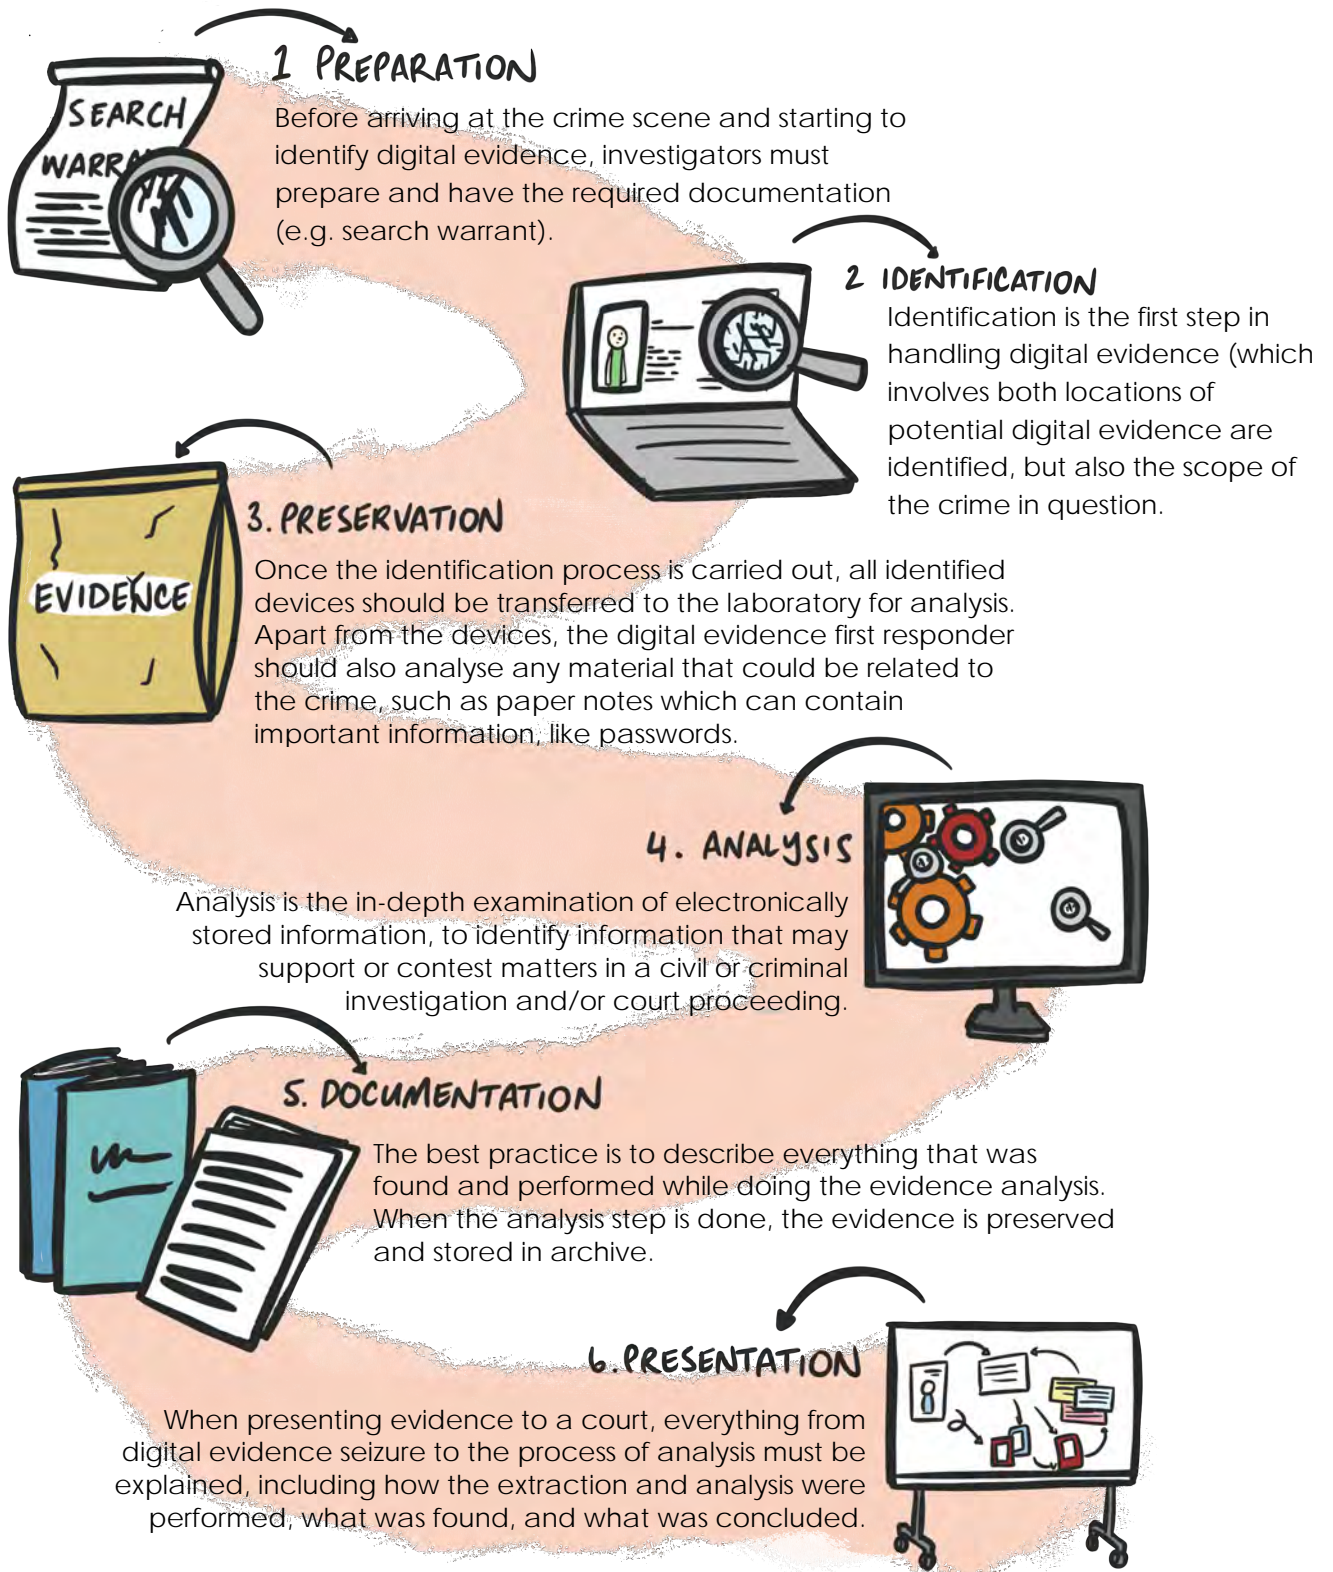 1 PREPARATION
SEARCH
WARRA
Before arriving at the crime scene and starting to
identify digital evidence, investigators must
prepare and have the required documentation
(e.g. search warrant).
2 IDENTIFICATION
Identification is the first step in
handling digital evidence (which
involves both locations of
potential digital evidence are
identified, but also the scope of
the crime in question.
3. PRESERVATION
EVIDENCE
Once the identification process is carried out, all identified
devices should be transferred to the laboratory for analysis.
Apart from the devices, the digital evidence first responder
should also analyse any material that could be related to
the crime, such as paper notes which can contain
important information, like passwords.
4. ANALYSIS
Analysis is the in-depth examination of electronically
stored information, to identify information that may
support or contest matters in a civil or criminal
investigation and/or court proceeding.
5. DOCUMENTATION
The best practice is to describe everything that was
found and performed while doing the evidence analysis.
When the analysis step is done, the evidence is preserved
and stored in archive.
6. PRESENTATION
When presenting evidence to a court, everything from
digital evidence seizure to the process of analysis must be
explained, including how the extraction and analysis were
performed, what was found, and what was concluded.